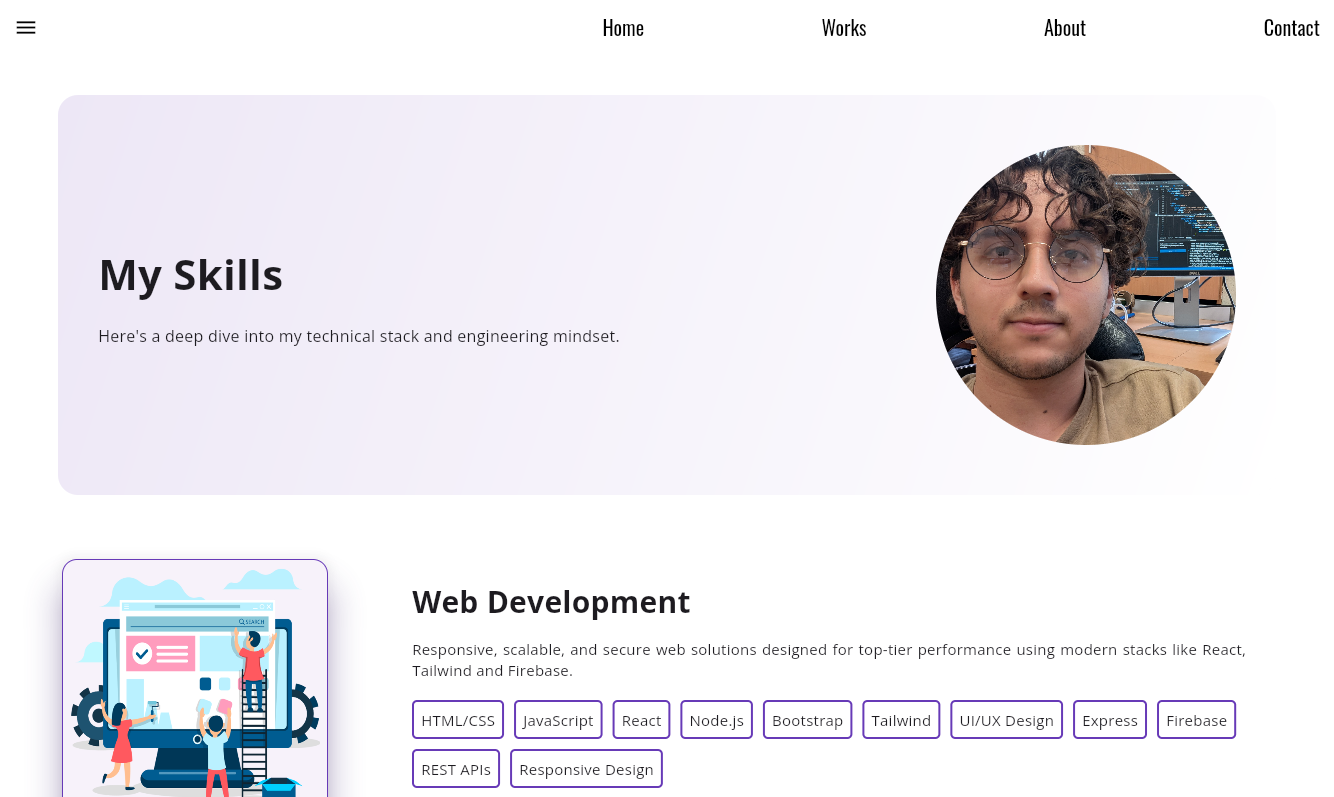 Home Works About Contact
My Skills
Here's a deep dive into my technical stack and engineering mindset.
SEARCH
Web Development
Responsive, scalable, and secure web solutions designed for top-tier performance using modern stacks like React,
Tailwind and Firebase.
HTML/CSS JavaScript React Node.js Bootstrap Tailwind UI/UX Design Express Firebase
REST APIs Responsive Design